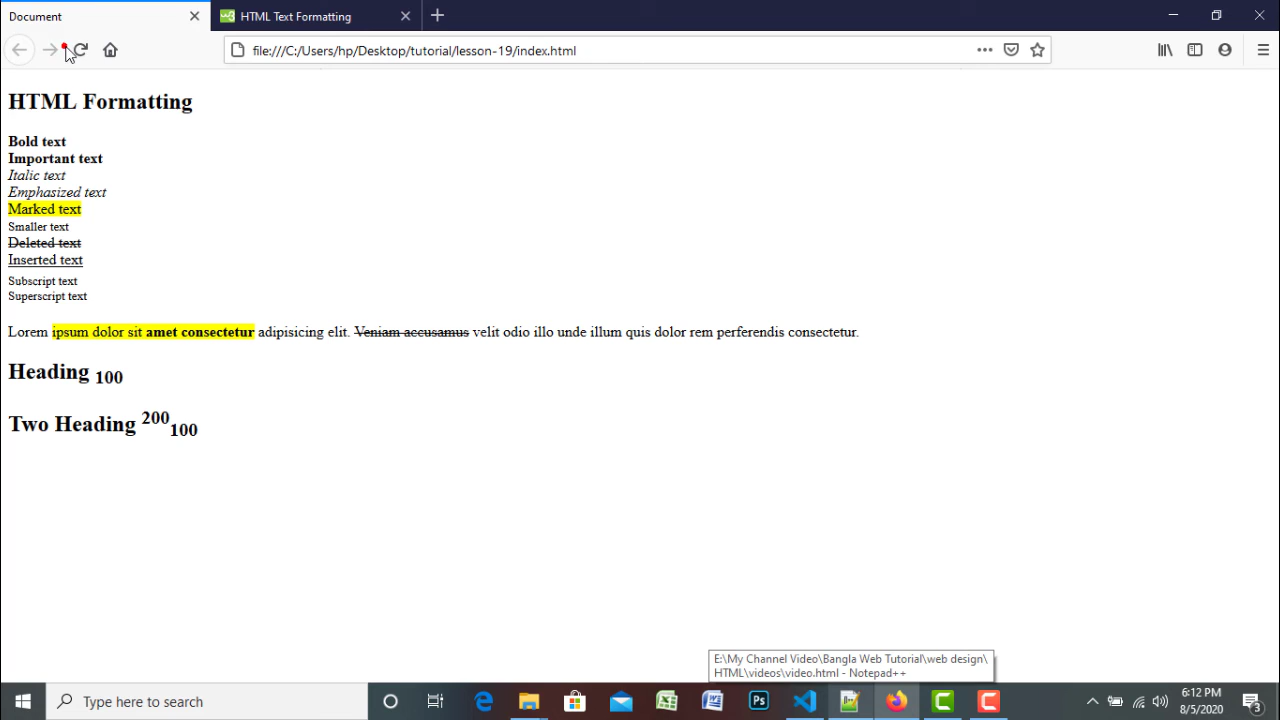 Document
HTML Text Formatting
file:///C:/Users/hp/Desktop/tutorial/lesson-19/index.html
HTML Formatting
Bold text
Important text
Italic text
Emphasized text
Marked text
Smaller text
Deleted text
Inserted text
Subscript text
Superscript text
Lorem ipsum dolor sit amet consectetur adipisicing elit. Veniam accusamus velit odio illo unde illum quis dolor rem perferendis consectetur.
Heading 100
Two Heading 200100
E:\My Channel Video\Bangla Web Tutorial\web design\
HTML\videos\video.html - Notepad++
Type here to search
6:12 PM
8/5/2020
3